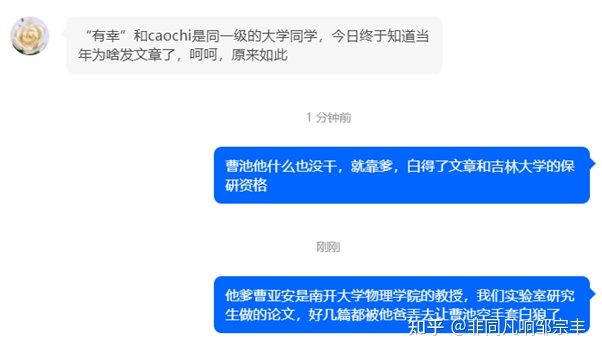 “有幸”和caochi是同一级的大学同学，今日终于知道当
年为啥发文章了，呵呵，原来如此
1 分钟前
曹池他什么也没干，就靠爹，白得了文章和吉林大学的保
研资格
刚刚
他爹曹亚安是南开大学物理学院的教授，我们实验室研究
生做的论文，好几篇都被他爸弄去让曹池空手套白狼了
知乎 @非同凡响邹宗丰